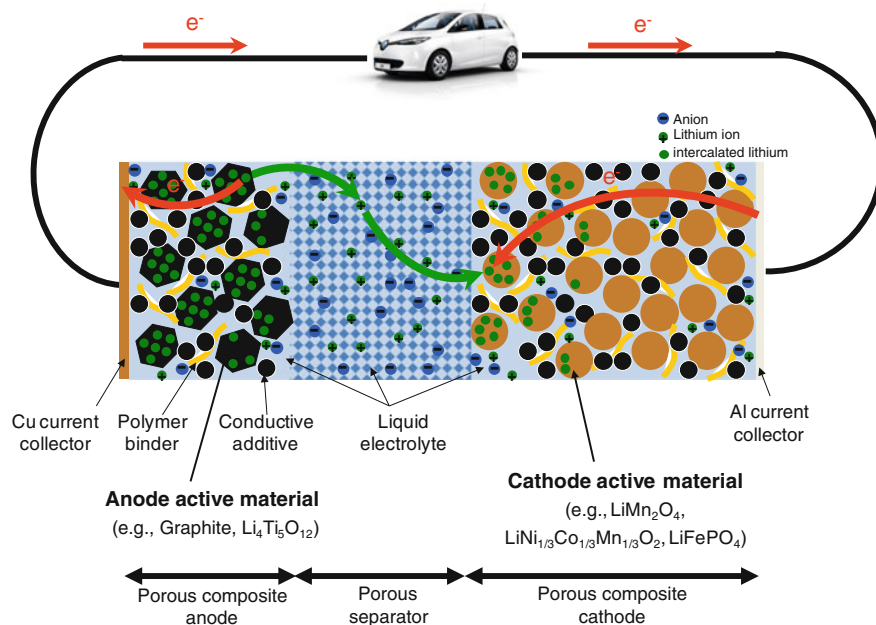 e⁻
e⁻
Anion
Lithium ion
intercalated lithium
e⁻
e⁻
Cu current
collector
Polymer
binder
Conductive
additive
Liquid
electrolyte
Al current
collector
Anode active material
(e.g., Graphite, Li₄Ti₅O₁₂)
Cathode active material
(e.g., LiMn₂O₄,
LiNi₁/₃Co₁/₃Mn₁/₃O₂, LiFePO₄)
Porous composite
anode
Porous
separator
Porous composite
cathode